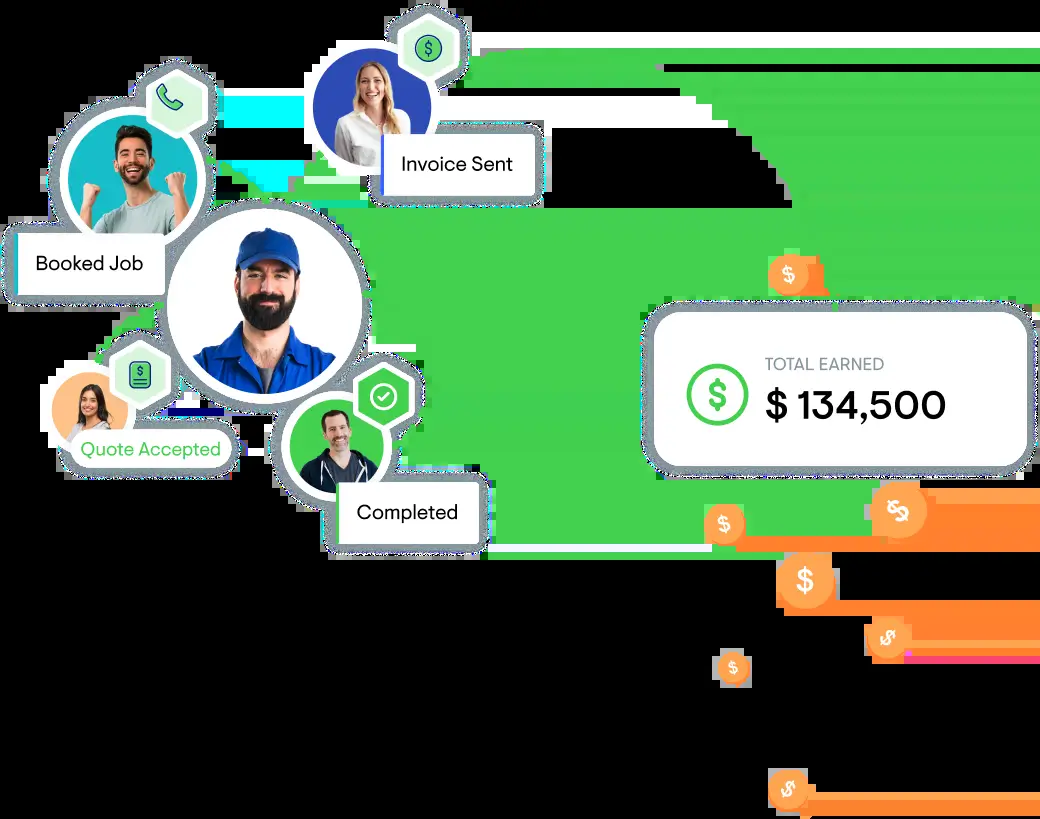 Invoice Sent
Booked Job
TOTAL EARNED
$ 134,500
Quote Accepted
Completed